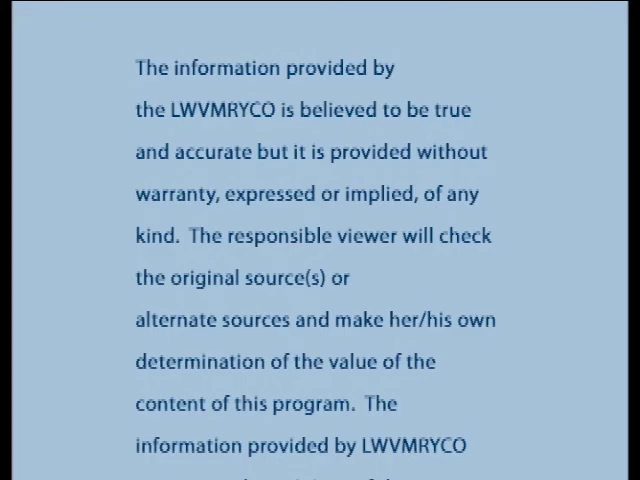 The information provided by
the LWVMRYCO is believed to be true
and accurate but it is provided without
warranty, expressed or implied, of any
kind.  The responsible viewer will check
the original source(s) or
alternate sources and make her/his own
determination of the value of the
content of this program.  The
information provided by LWVMRYCO